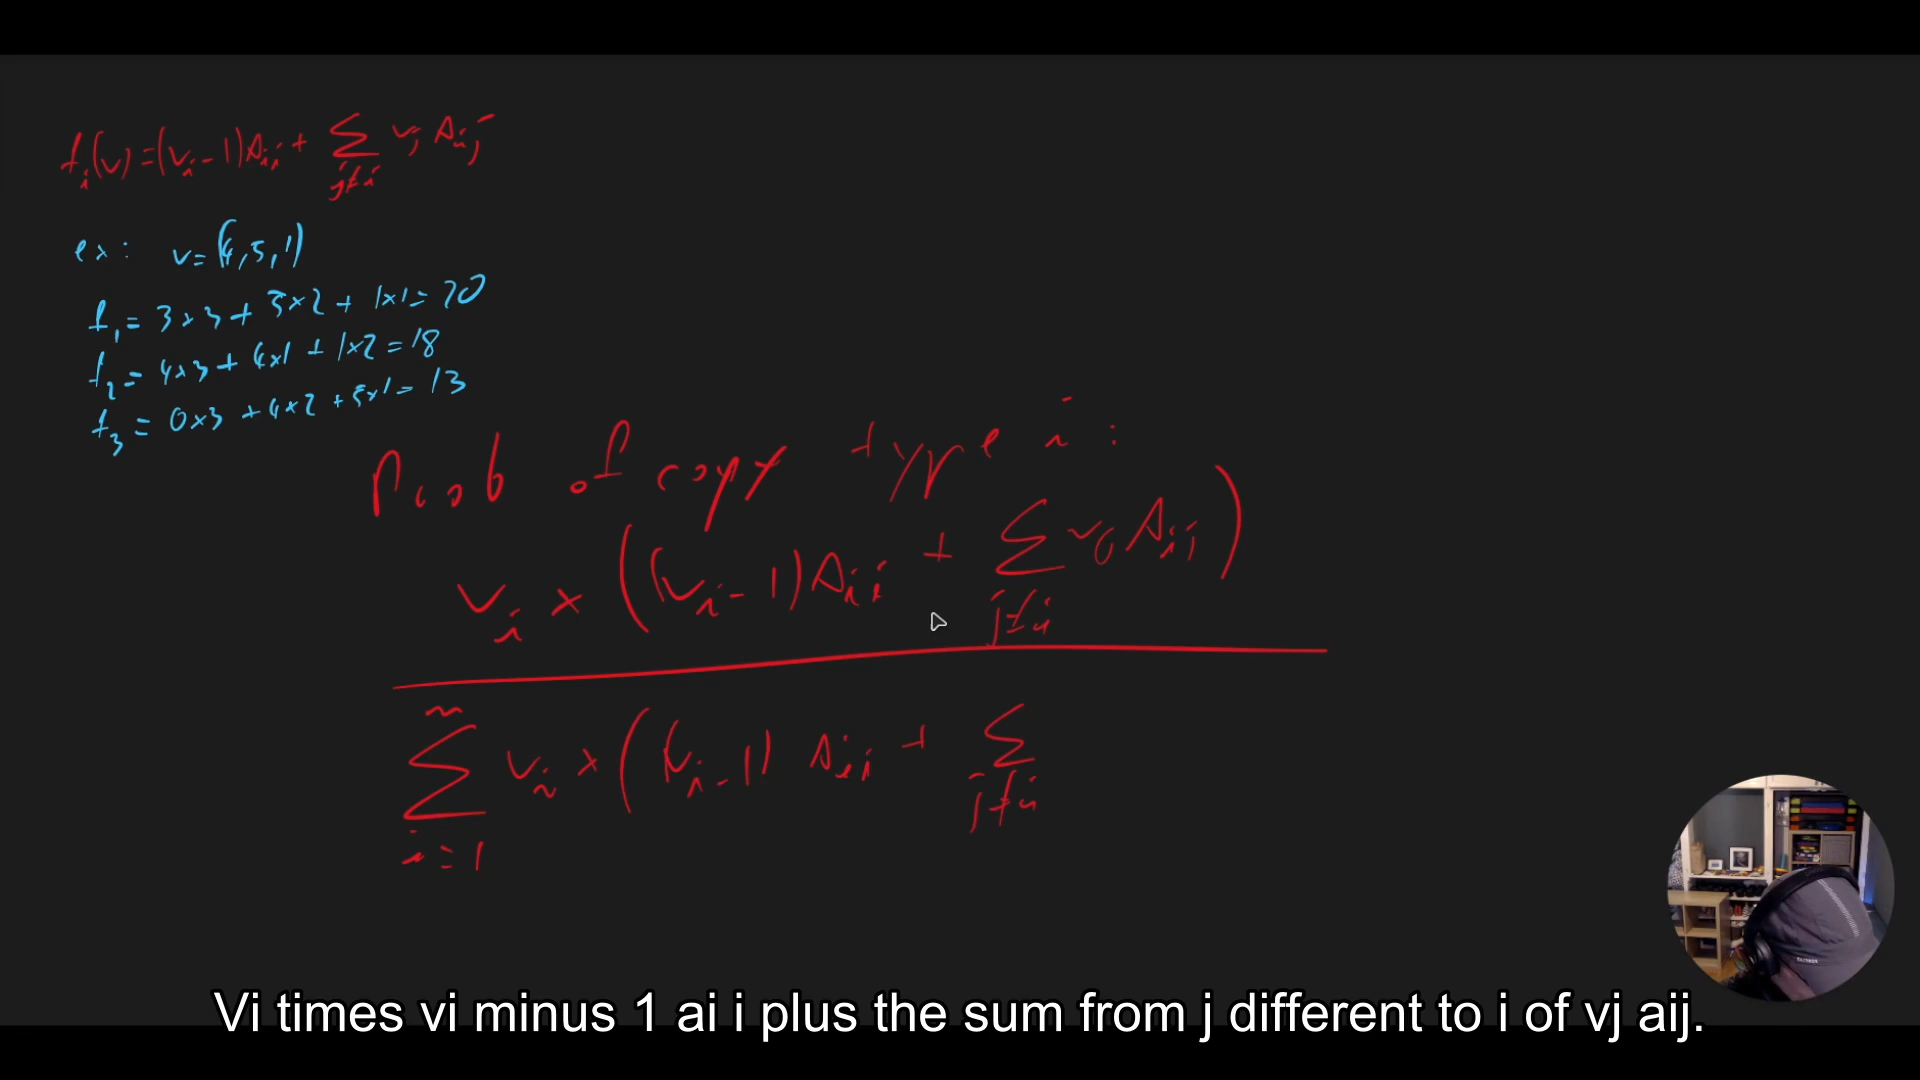 f_i(v)=(v_i-1)A_ii+ Σ_{j≠i} v_j A_ij
ex: v=(4,5,1)
f_1= 3×3+ 5×2+ 1×1= 20
f_2= 4×3+ 4×1+ 1×2=18
f_3= 0×3+4×2+5×1=13
Prob of copy type i:
v_i × ((v_i-1)A_ii + Σ_{j≠i} v_j A_ij)
Σ_{i=1}^{n} v_i × ((v_i-1) A_ii + Σ_{j≠i}
Vi times vi minus 1 ai i plus the sum from j different to i of vj aij.